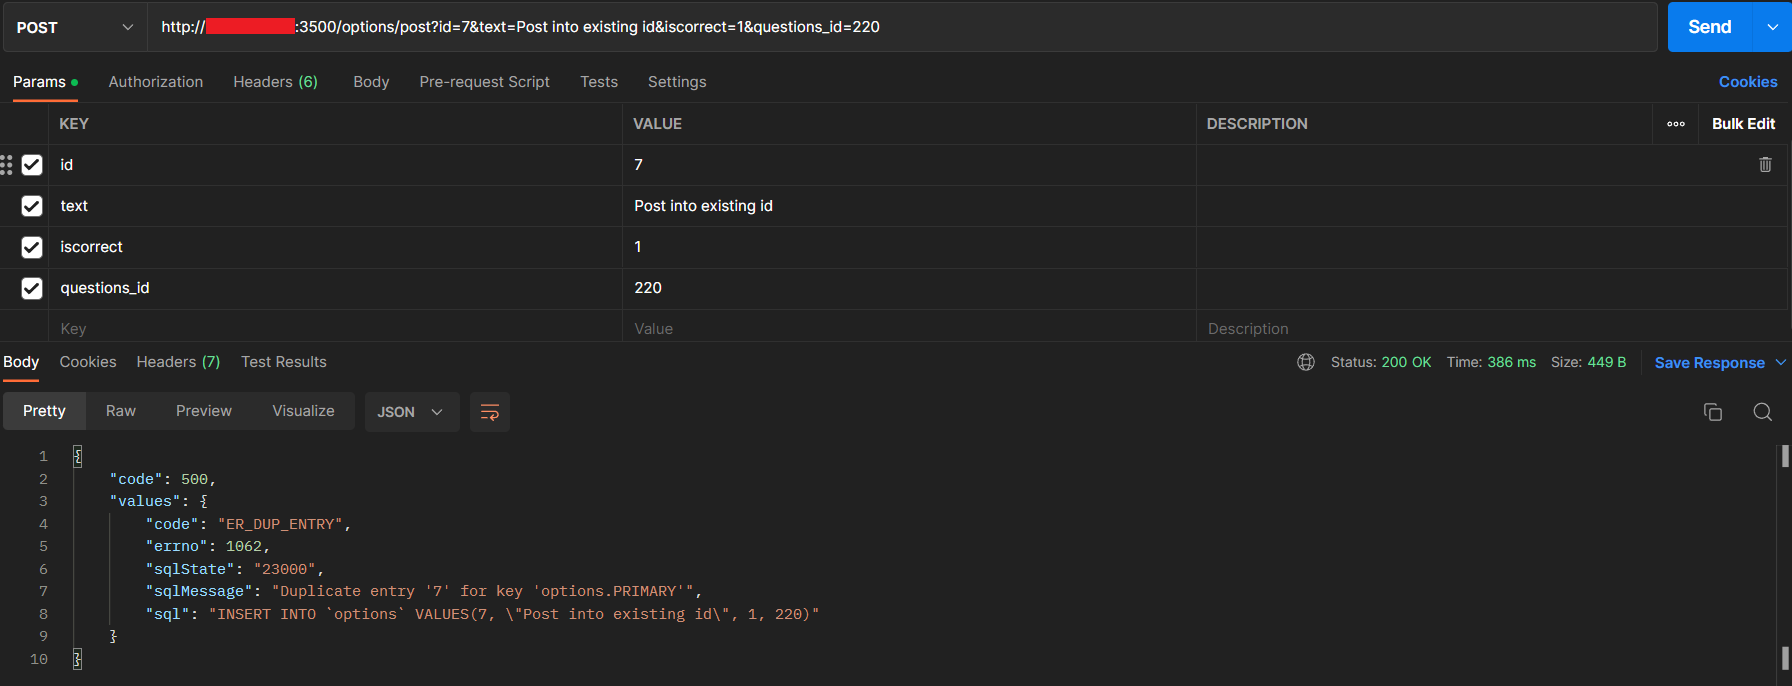 POST http://:3500/options/post?id=7&text=Post into existing id&iscorrect=1&questions_id=220 Send
Params Authorization Headers (6) Body Pre-request Script Tests Settings Cookies
KEY VALUE DESCRIPTION Bulk Edit
id 7
text Post into existing id
iscorrect 1
questions_id 220
Key Value Description
Body Cookies Headers (7) Test Results Status: 200 OK Time: 386 ms Size: 449 B Save Response
Pretty Raw Preview Visualize JSON
1 {
2 "code": 500,
3 "values": {
4 "code": "ER_DUP_ENTRY",
5 "errno": 1062,
6 "sqlState": "23000",
7 "sqlMessage": "Duplicate entry '7' for key 'options.PRIMARY'",
8 "sql": "INSERT INTO `options` VALUES(7, \"Post into existing id\", 1, 220)"
9 }
10 }